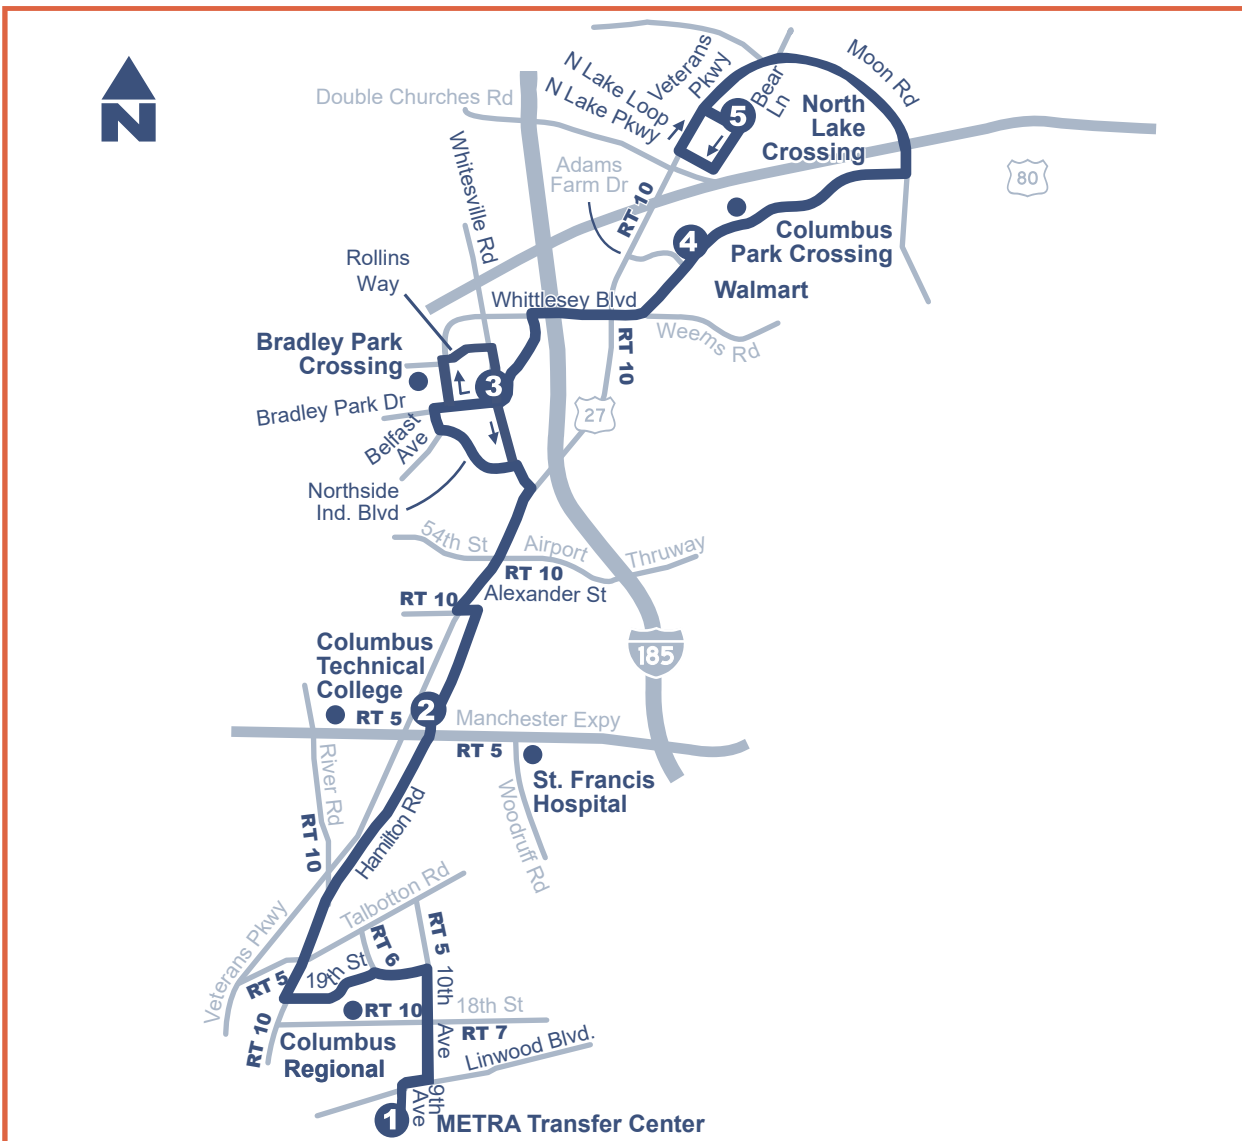 N
Double Churches Rd
N Lake Loop
N Lake Pkwy
Veterans
Pkwy
Bear
Ln
Moon Rd
5
North
Lake
Crossing
80
Whitesville Rd
Adams
Farm Dr
RT 10
4
Columbus
Park Crossing
Walmart
Rollins
Way
Whittlesey Blvd
Weems Rd
RT 10
27
Bradley Park
Crossing
3
Bradley Park Dr
Belfast
Ave
Northside
Ind. Blvd
54th St
Airport
Thruway
RT 10
Alexander St
RT 10
185
Columbus
Technical
College
RT 5
2
Manchester Expy
RT 5
St. Francis
Hospital
River Rd
Woodruff Rd
RT 10
Hamilton Rd
Talbotton Rd
Veterans Pkwy
RT 6
RT 5
RT 5
19th St
10th
Ave
RT 10
18th St
RT 10
RT 7
Columbus
Regional
Linwood Blvd.
9th
Ave
1
METRA Transfer Center